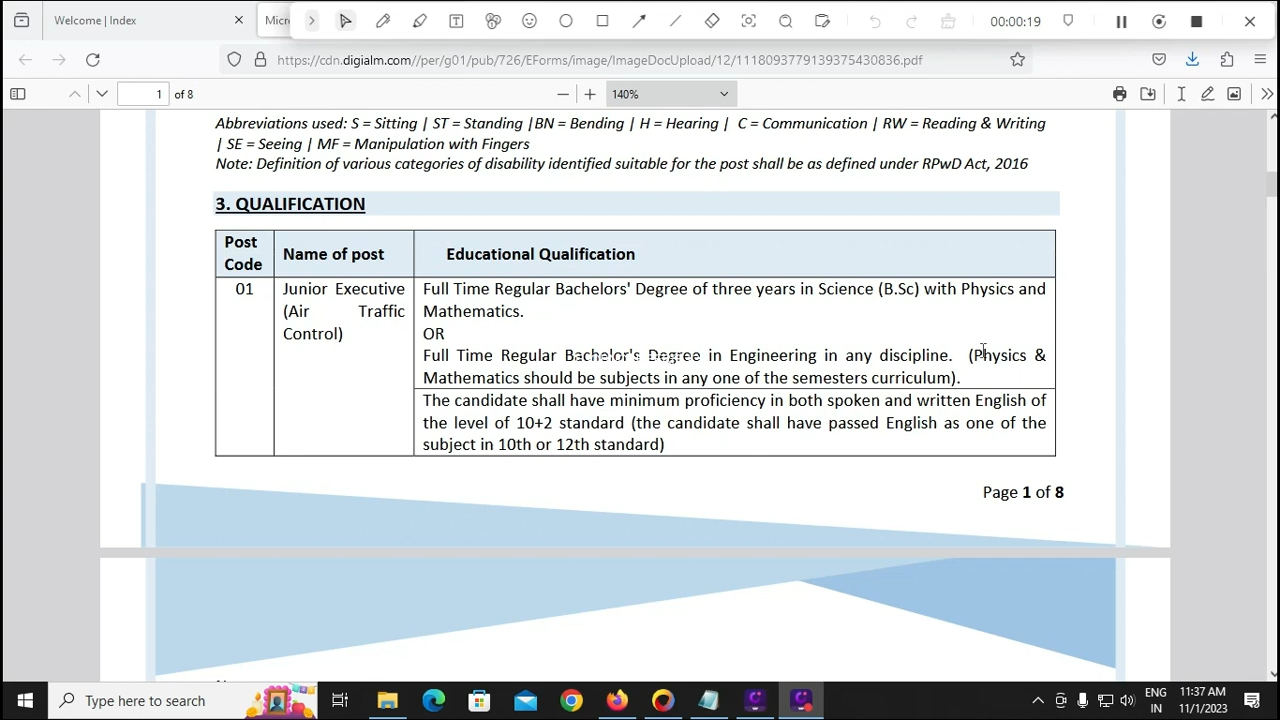 Welcome | Index
Micro
00:00:19
https://cdn.digialm.com//per/g01/pub/726/EForms/image/ImageDocUpload/12/1118093779139375430836.pdf
1 of 8
140%
Abbreviations used: S = Sitting | ST = Standing |BN = Bending | H = Hearing | C = Communication | RW = Reading & Writing
| SE = Seeing | MF = Manipulation with Fingers
Note: Definition of various categories of disability identified suitable for the post shall be as defined under RPwD Act, 2016
3. QUALIFICATION
Post Code
Name of post
Educational Qualification
01
Junior Executive
(Air Traffic
Control)
Full Time Regular Bachelors' Degree of three years in Science (B.Sc) with Physics and
Mathematics.
OR
Full Time Regular Bachelor's Degree in Engineering in any discipline. (Physics &
Mathematics should be subjects in any one of the semesters curriculum).
The candidate shall have minimum proficiency in both spoken and written English of
the level of 10+2 standard (the candidate shall have passed English as one of the
subject in 10th or 12th standard)
Page 1 of 8
Type here to search
ENG
IN
11:37 AM
11/1/2023